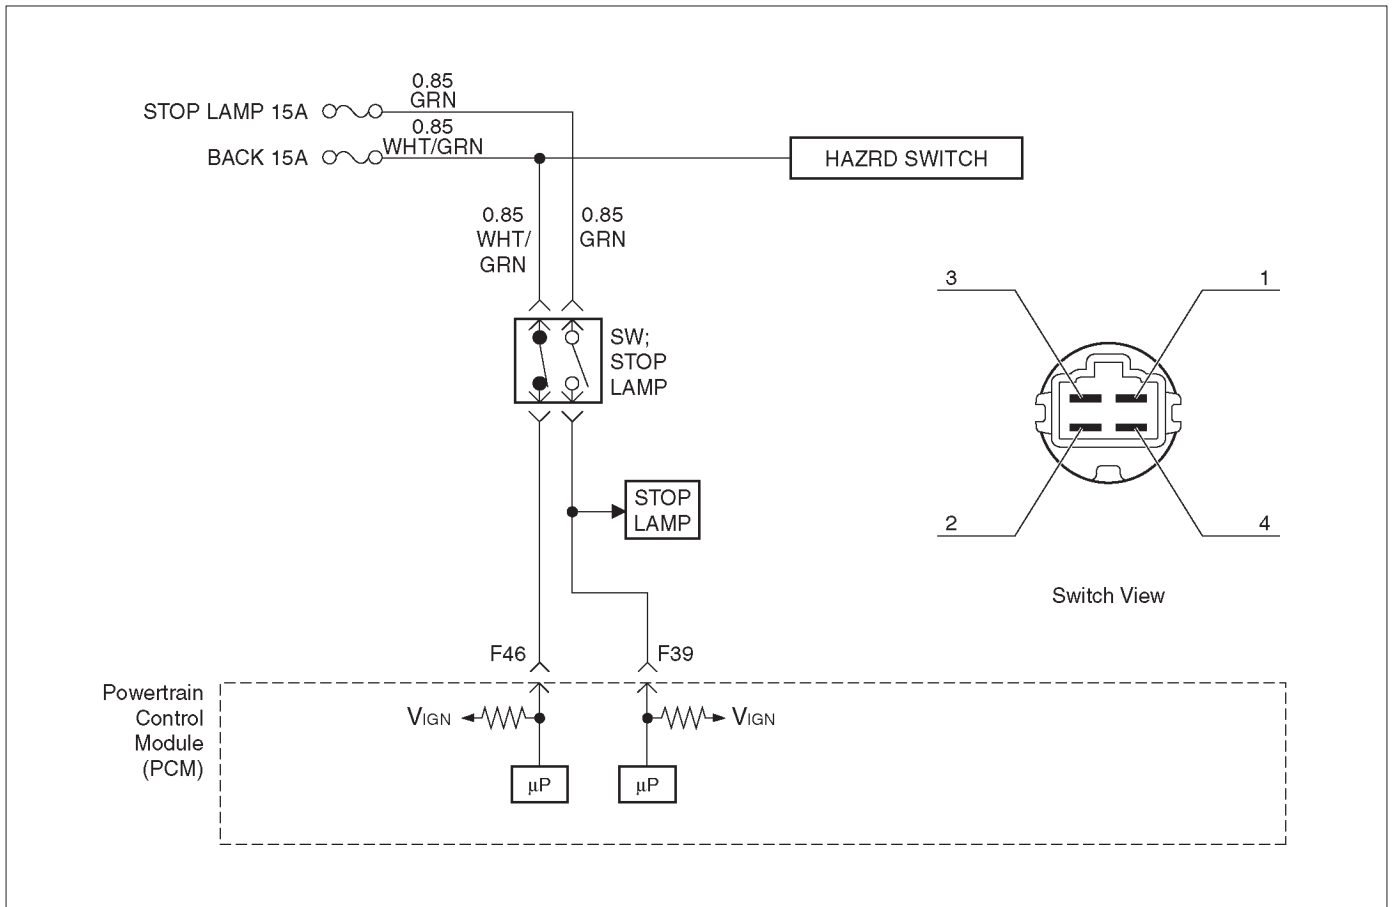 0.85
GRN
STOP LAMP 15A
0.85
WHT/GRN
BACK 15A
HAZRD SWITCH
0.85
WHT/
GRN
0.85
GRN
3
1
SW;
STOP
LAMP
STOP
LAMP
2
4
Switch View
F46
F39
Powertrain
Control
Module
(PCM)
VIGN
VIGN
µP
µP